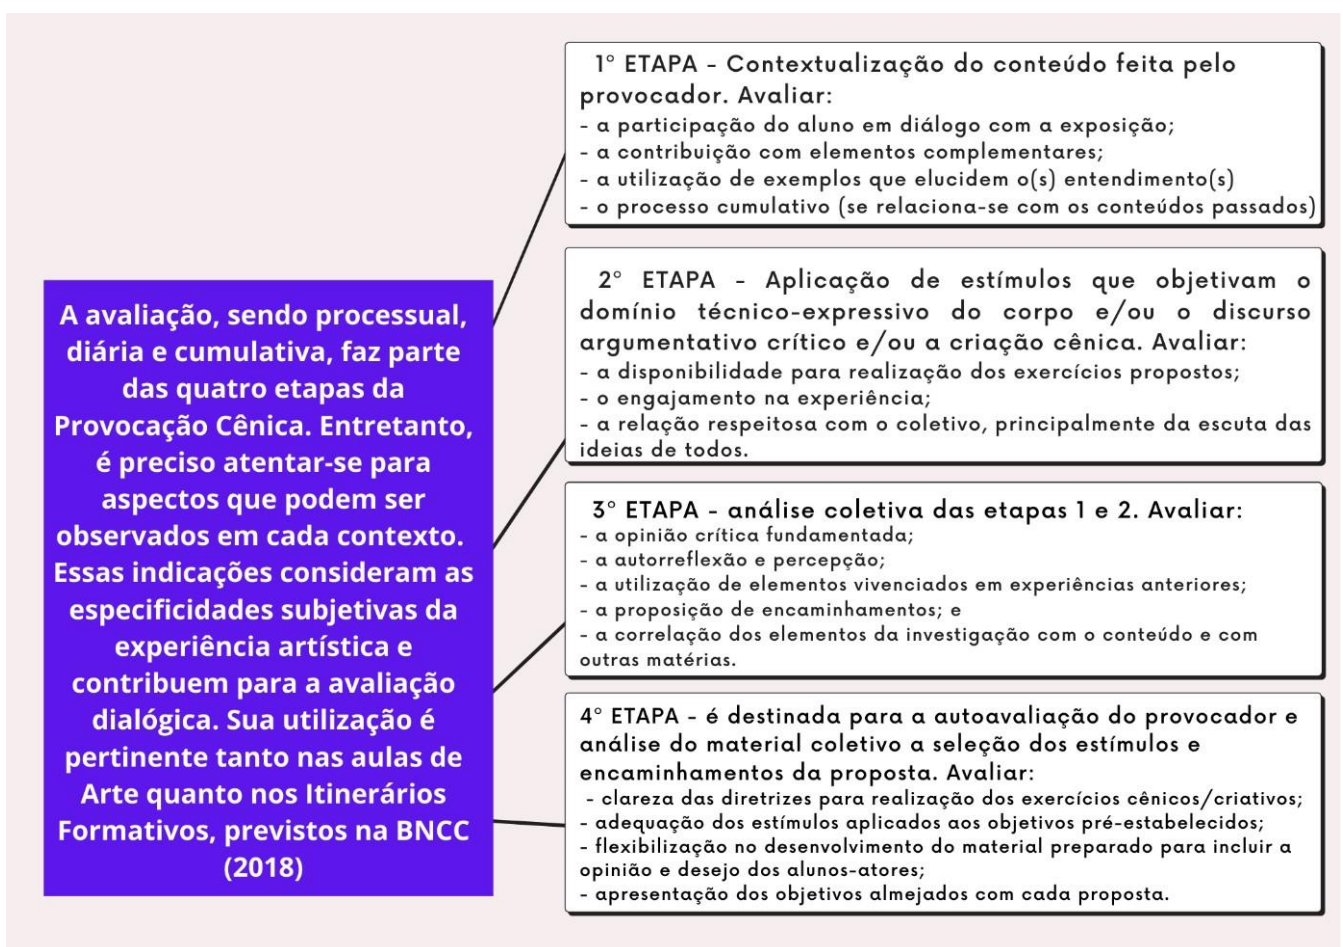 A avaliação, sendo processual,
diária e cumulativa, faz parte
das quatro etapas da
Provocação Cênica. Entretanto,
é preciso atentar-se para
aspectos que podem ser
observados em cada contexto.
Essas indicações consideram as
especificidades subjetivas da
experiência artística e
contribuem para a avaliação
dialógica. Sua utilização é
pertinente tanto nas aulas de
Arte quanto nos Itinerários
Formativos, previstos na BNCC
(2018)
1° ETAPA - Contextualização do conteúdo feita pelo
provocador. Avaliar:
- a participação do aluno em diálogo com a exposição;
- a contribuição com elementos complementares;
- a utilização de exemplos que elucidem o(s) entendimento(s)
- o processo cumulativo (se relaciona-se com os conteúdos passados)
2° ETAPA - Aplicação de estímulos que objetivam o
domínio técnico-expressivo do corpo e/ou o discurso
argumentativo crítico e/ou a criação cênica. Avaliar:
- a disponibilidade para realização dos exercícios propostos;
- o engajamento na experiência;
- a relação respeitosa com o coletivo, principalmente da escuta das
ideias de todos.
3° ETAPA - análise coletiva das etapas 1 e 2. Avaliar:
- a opinião crítica fundamentada;
- a autorreflexão e percepção;
- a utilização de elementos vivenciados em experiências anteriores;
- a proposição de encaminhamentos; e
- a correlação dos elementos da investigação com o conteúdo e com
outras matérias.
4° ETAPA - é destinada para a autoavaliação do provocador e
análise do material coletivo a seleção dos estímulos e
encaminhamentos da proposta. Avaliar:
- clareza das diretrizes para realização dos exercícios cênicos/criativos;
- adequação dos estímulos aplicados aos objetivos pré-estabelecidos;
- flexibilização no desenvolvimento do material preparado para incluir a
opinião e desejo dos alunos-atores;
- apresentação dos objetivos almejados com cada proposta.